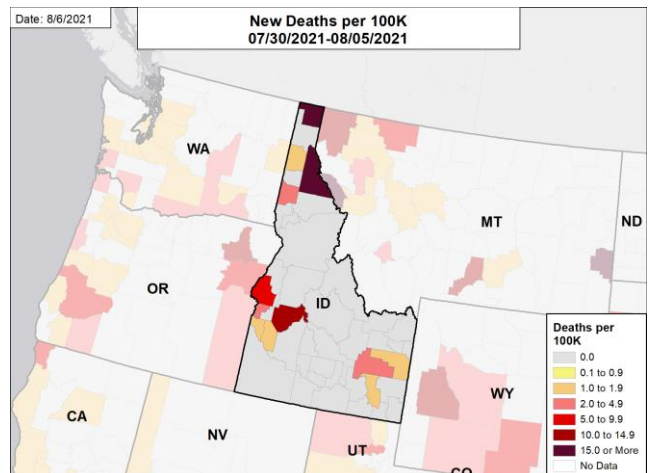 Date: 8/6/2021
New Deaths per 100K
07/30/2021-08/05/2021
WA
MT
ND
OR
ID
WY
CA
NV
UT
CO
Deaths per
100K
0.0
0.1 to 0.9
1.0 to 1.9
2.0 to 4.9
5.0 to 9.9
10.0 to 14.9
15.0 or More
No Data